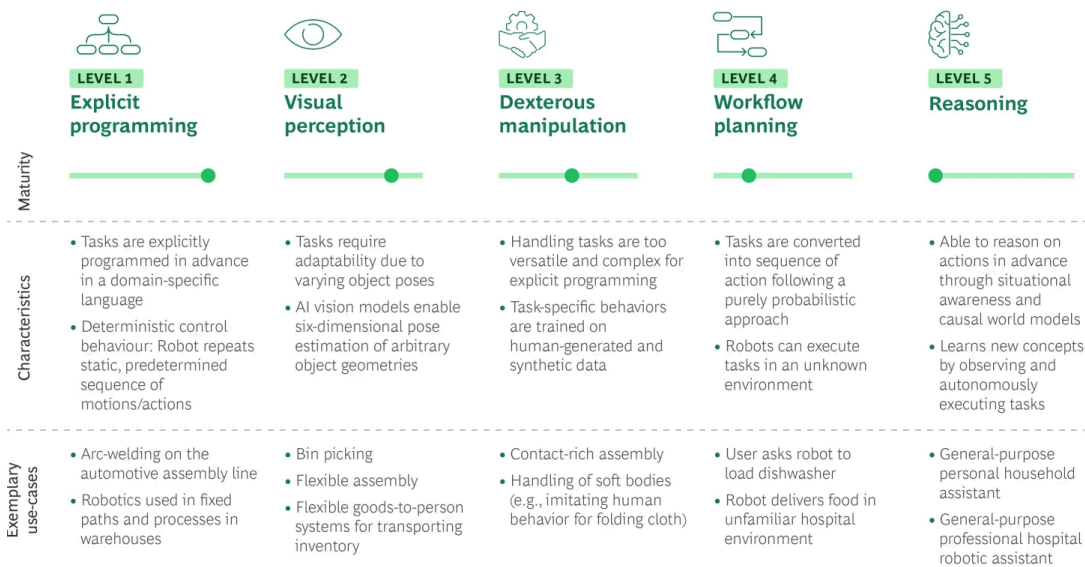 LEVEL 1
Explicit
programming
LEVEL 2
Visual
perception
LEVEL 3
Dexterous
manipulation
LEVEL 4
Workflow
planning
LEVEL 5
Reasoning
Maturity
Characteristics
• Tasks are explicitly
programmed in advance
in a domain-specific
language
• Deterministic control
behaviour: Robot repeats
static, predetermined
sequence of
motions/actions
• Tasks require
adaptability due to
varying object poses
• AI vision models enable
six-dimensional pose
estimation of arbitrary
object geometries
• Handling tasks are too
versatile and complex for
explicit programming
• Task-specific behaviors
are trained on
human-generated and
synthetic data
• Tasks are converted
into sequence of
action following a
purely probabilistic
approach
• Robots can execute
tasks in an unknown
environment
• Able to reason on
actions in advance
through situational
awareness and
causal world models
• Learns new concepts
by observing and
autonomously
executing tasks
Exemplary
use-cases
• Arc-welding on the
automotive assembly line
• Robotics used in fixed
paths and processes in
warehouses
• Bin picking
• Flexible assembly
• Flexible goods-to-person
systems for transporting
inventory
• Contact-rich assembly
• Handling of soft bodies
(e.g., imitating human
behavior for folding cloth)
• User asks robot to
load dishwasher
• Robot delivers food in
unfamiliar hospital
environment
• General-purpose
personal household
assistant
• General-purpose
professional hospital
robotic assistant